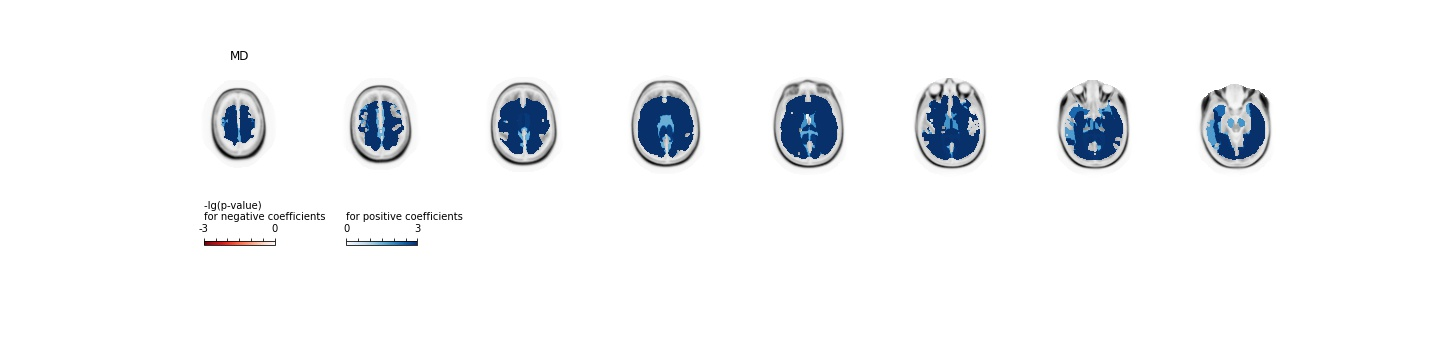 MD
-lg(p-value)
for negative coefficients
for positive coefficients
-3 0
0 3